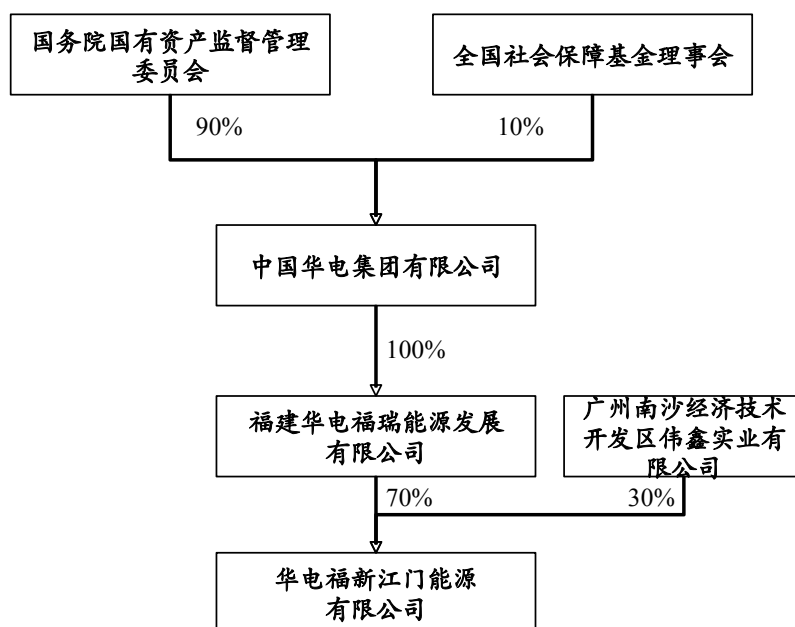 国务院国有资产监督管理
委员会
全国社会保障基金理事会
90%
10%
中国华电集团有限公司
100%
福建华电福瑞能源发展
有限公司
广州南沙经济技术
开发区伟鑫实业有
限公司
70%
30%
华电福新江门能源
有限公司